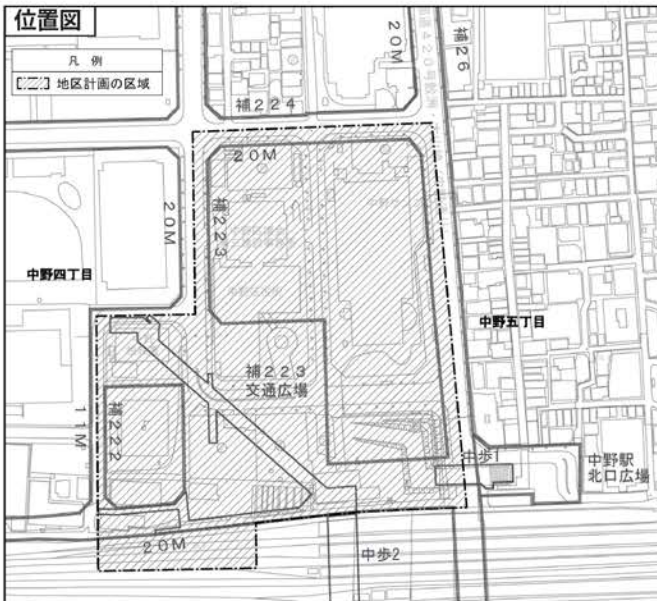 位置図
凡例
地区計画の区域
20M
補26
補224
20M
補223
20M
中野四丁目
中野五丁目
補223
交通広場
11M
補222
中歩1
中野駅
北口広場
20M
中歩2